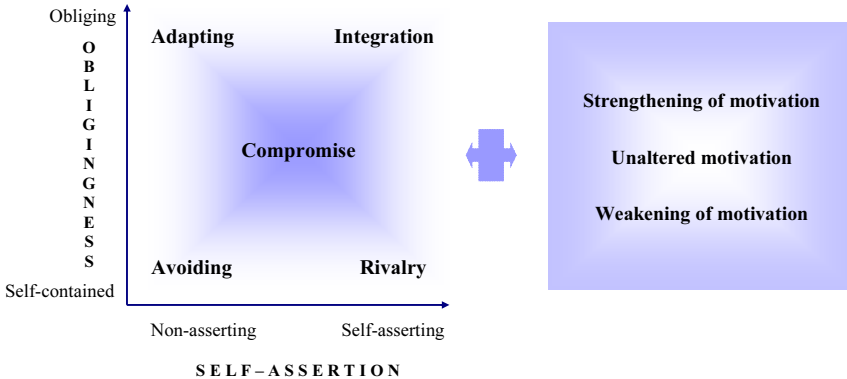 Obliging
Adapting Integration
OBLIGINGNESS
Strengthening of motivation
Compromise
Unaltered motivation
Weakening of motivation
Avoiding Rivalry
Self-contained
Non-asserting Self-asserting
SELF–ASSERTION